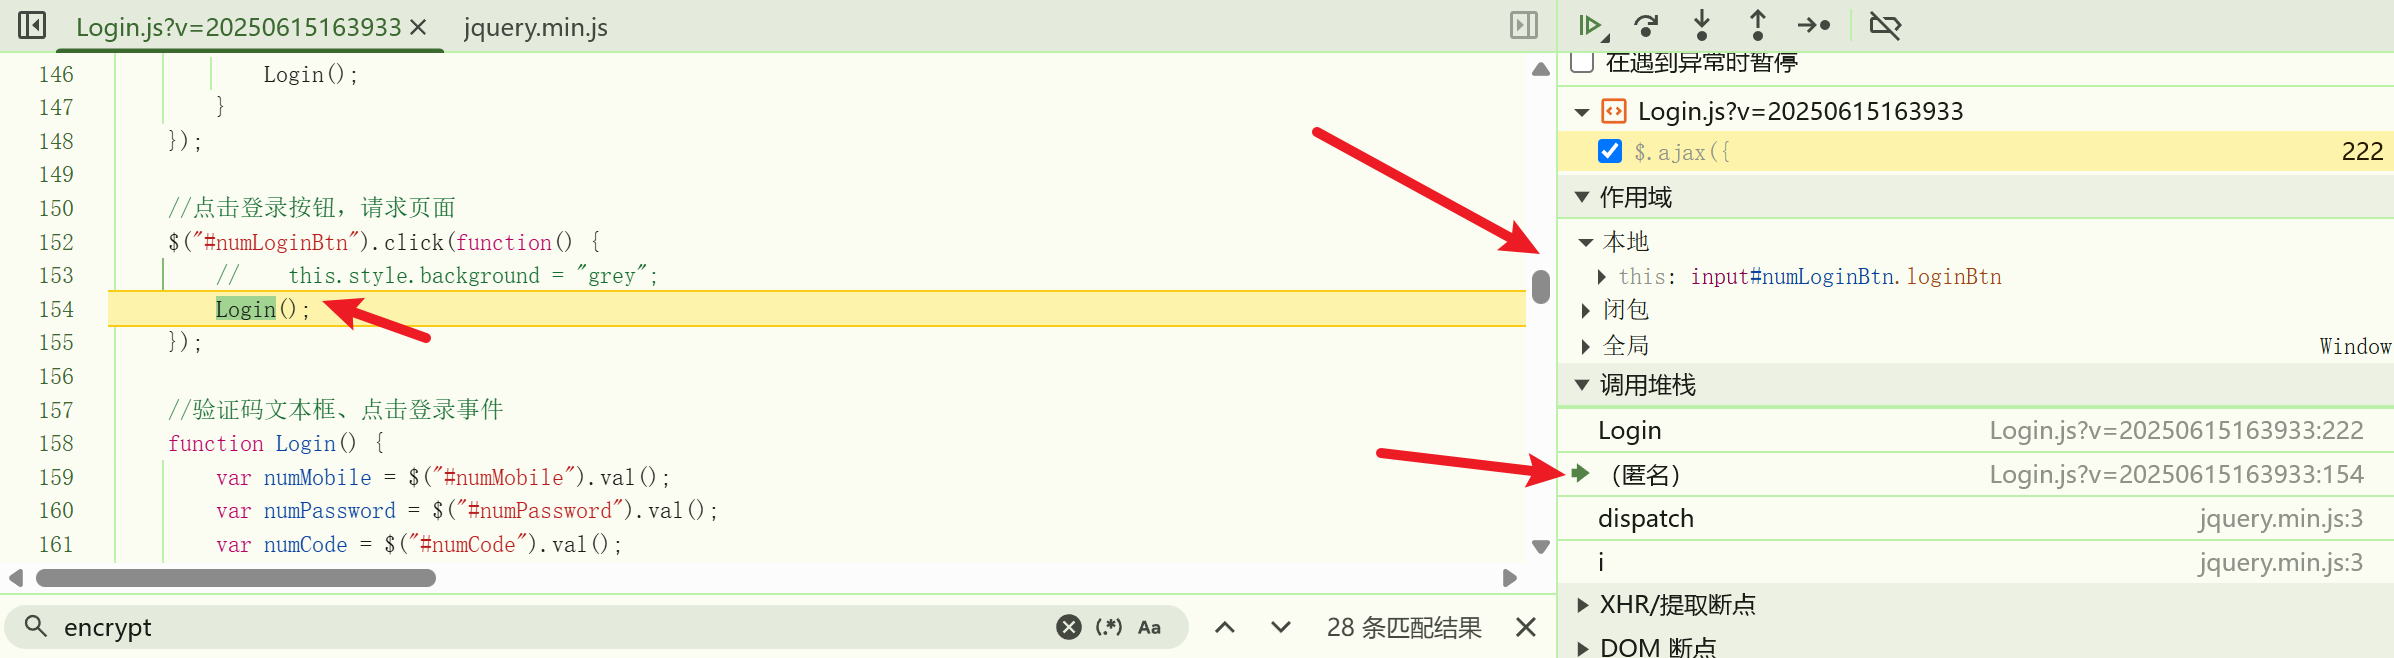 Login.js?v=20250615163933
jquery.min.js
146 Login();
147 }
148 });
149
150 //点击登录按钮，请求页面
152 $("#numLoginBtn").click(function() {
153 // this.style.background = "grey";
154 Login();
155 });
156
157 //验证码文本框、点击登录事件
158 function Login() {
159 var numMobile = $("#numMobile").val();
160 var numPassword = $("#numPassword").val();
161 var numCode = $("#numCode").val();
encrypt
(.*) Aa
28 条匹配结果
在遇到异常时暂停
Login.js?v=20250615163933
$.ajax({ 222
作用域
本地
this: input#numLoginBtn.loginBtn
闭包
全局 Window
调用堆栈
Login Login.js?v=20250615163933:222
（匿名） Login.js?v=20250615163933:154
dispatch jquery.min.js:3
i jquery.min.js:3
XHR/提取断点
DOM 断点